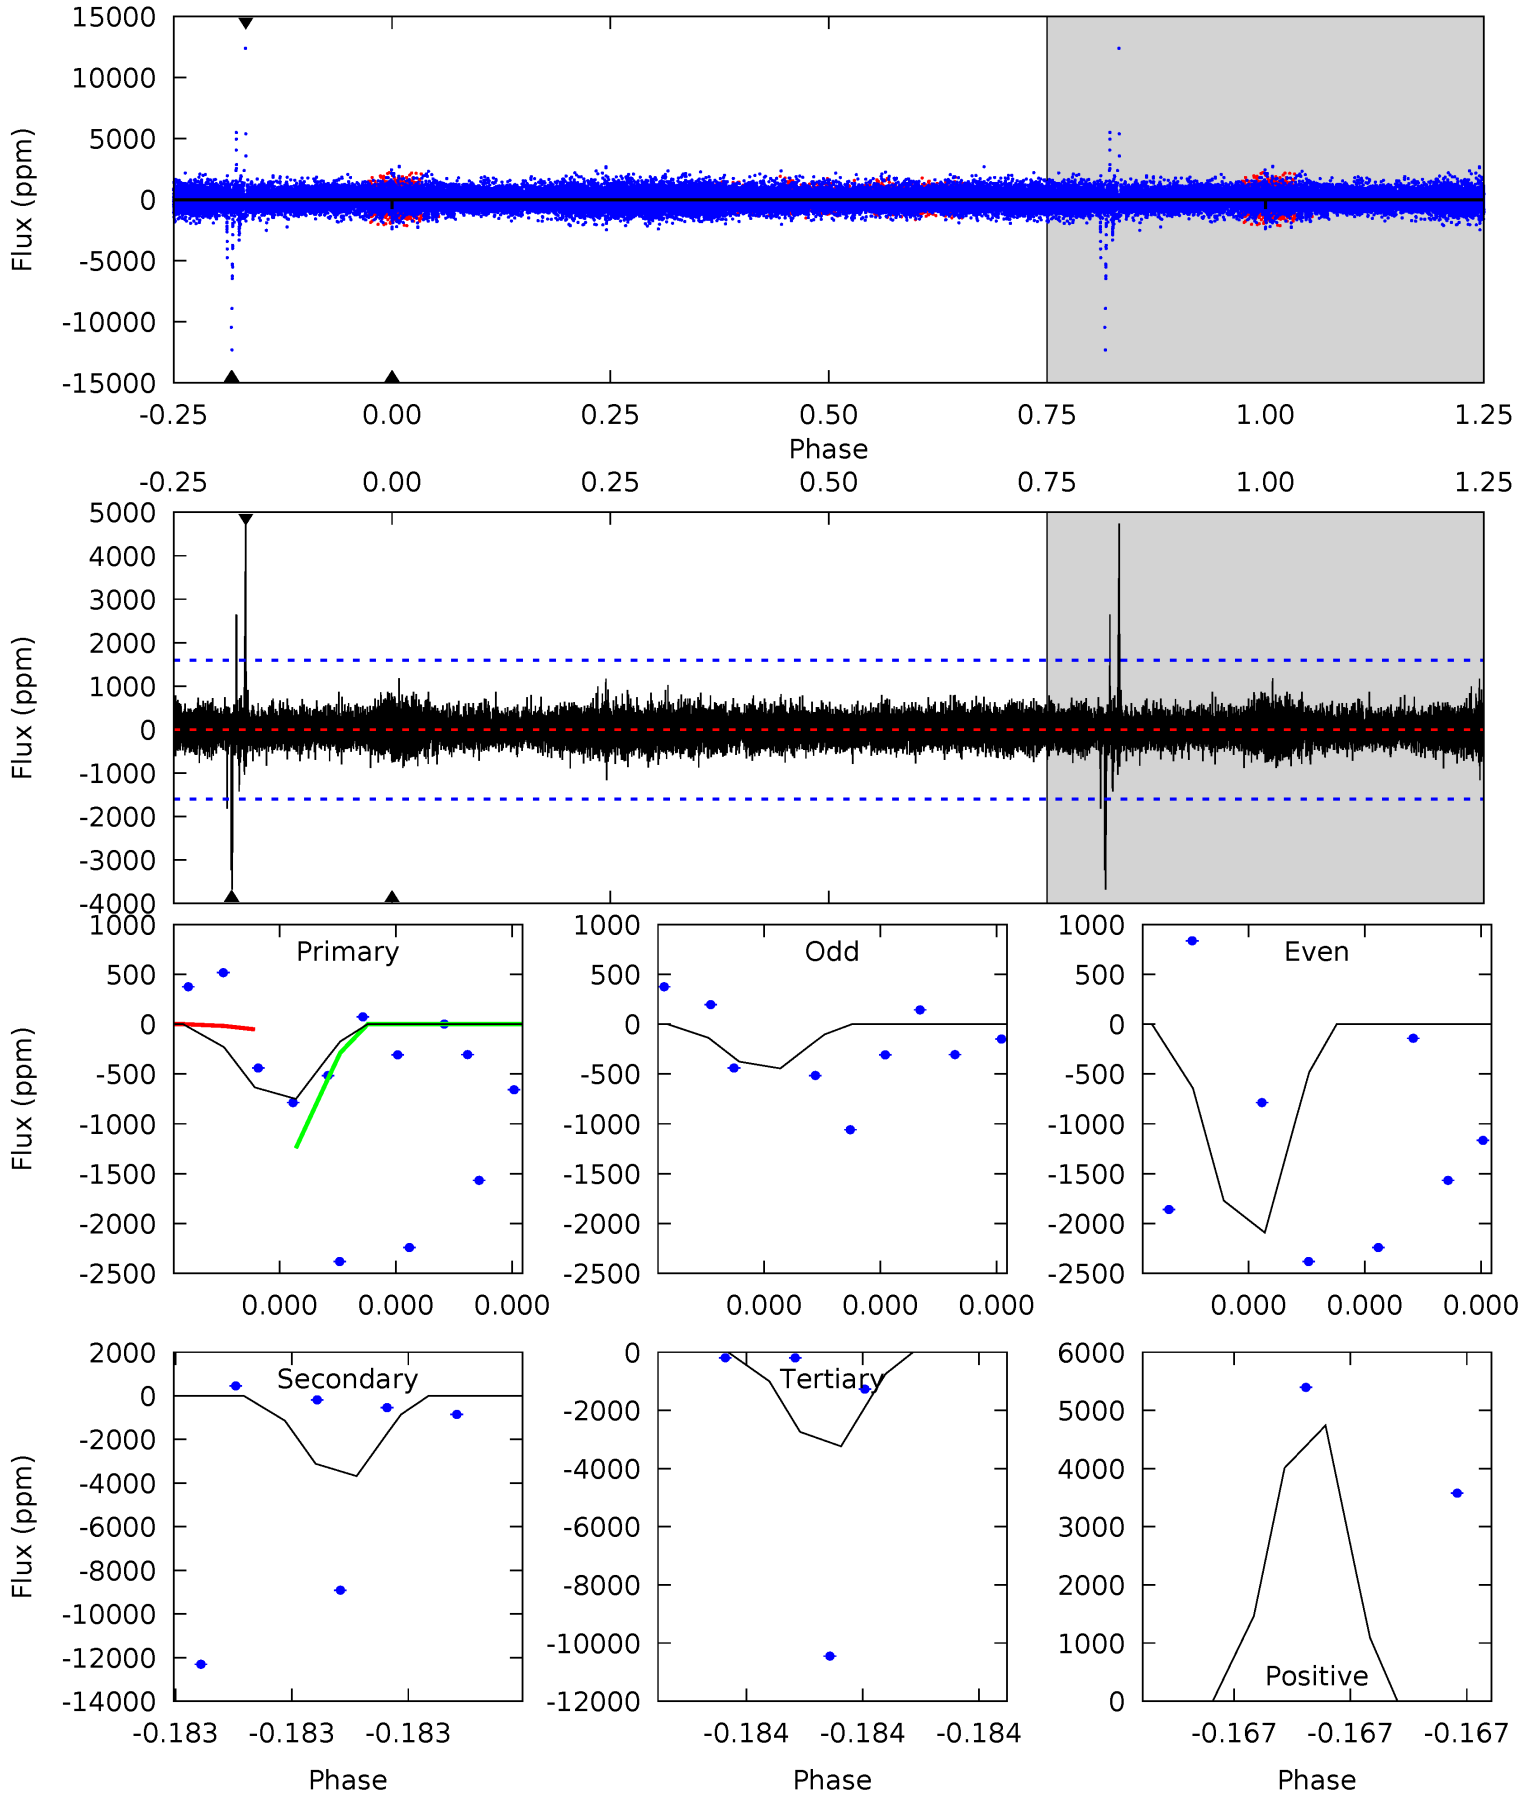 15000
10000
5000
0
-5000
-10000
-15000
Flux (ppm)
-0.25 0.00 0.25 0.50 0.75 1.00 1.25
Phase
-0.25 0.00 0.25 0.50 0.75 1.00 1.25
5000
4000
3000
2000
1000
0
-1000
-2000
-3000
-4000
Flux (ppm)
Primary
1000
500
0
-500
-1000
-1500
-2000
-2500
Flux (ppm)
0.000 0.000 0.000
Odd
1000
500
0
-500
-1000
-1500
-2000
-2500
0.000 0.000 0.000
Even
1000
500
0
-500
-1000
-1500
-2000
-2500
0.000 0.000 0.000
Secondary
2000
0
-2000
-4000
-6000
-8000
-10000
-12000
-14000
Flux (ppm)
-0.183 -0.183 -0.183
Phase
Tertiary
0
-2000
-4000
-6000
-8000
-10000
-12000
-0.184 -0.184 -0.184
Phase
6000
5000
4000
3000
2000
1000
0
Positive
-0.167 -0.167 -0.167
Phase